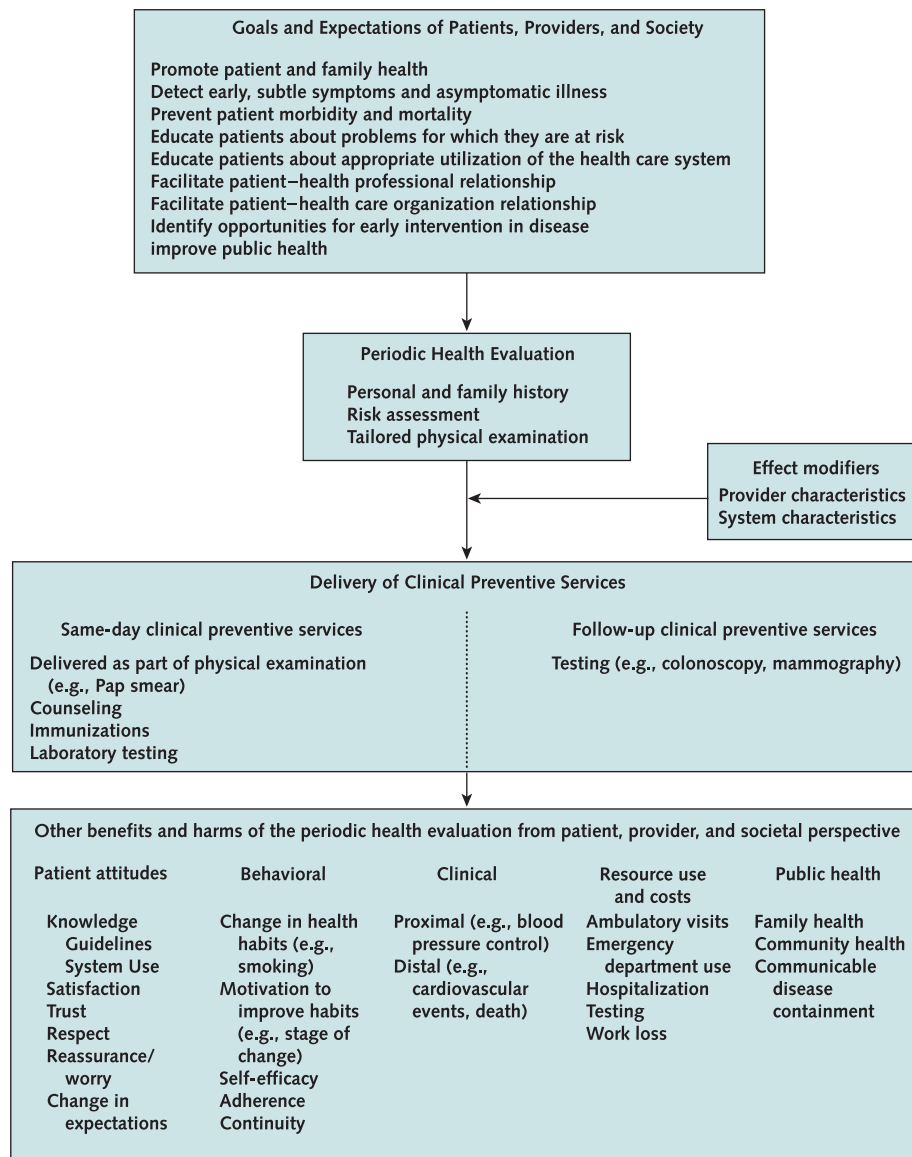 Goals and Expectations of Patients, Providers, and Society
Promote patient and family health
Detect early, subtle symptoms and asymptomatic illness
Prevent patient morbidity and mortality
Educate patients about problems for which they are at risk
Educate patients about appropriate utilization of the health care system
Facilitate patient–health professional relationship
Facilitate patient–health care organization relationship
Identify opportunities for early intervention in disease
improve public health
Periodic Health Evaluation
Personal and family history
Risk assessment
Tailored physical examination
Effect modifiers
Provider characteristics
System characteristics
Delivery of Clinical Preventive Services
Same-day clinical preventive services
Delivered as part of physical examination
(e.g., Pap smear)
Counseling
Immunizations
Laboratory testing
Follow-up clinical preventive services
Testing (e.g., colonoscopy, mammography)
Other benefits and harms of the periodic health evaluation from patient, provider, and societal perspective
Patient attitudes
Knowledge
Guidelines
System Use
Satisfaction
Trust
Respect
Reassurance/
worry
Change in
expectations
Behavioral
Change in health
habits (e.g.,
smoking)
Motivation to
improve habits
(e.g., stage of
change)
Self-efficacy
Adherence
Continuity
Clinical
Proximal (e.g., blood
pressure control)
Distal (e.g.,
cardiovascular
events, death)
Resource use
and costs
Ambulatory visits
Emergency
department use
Hospitalization
Testing
Work loss
Public health
Family health
Community health
Communicable
disease
containment